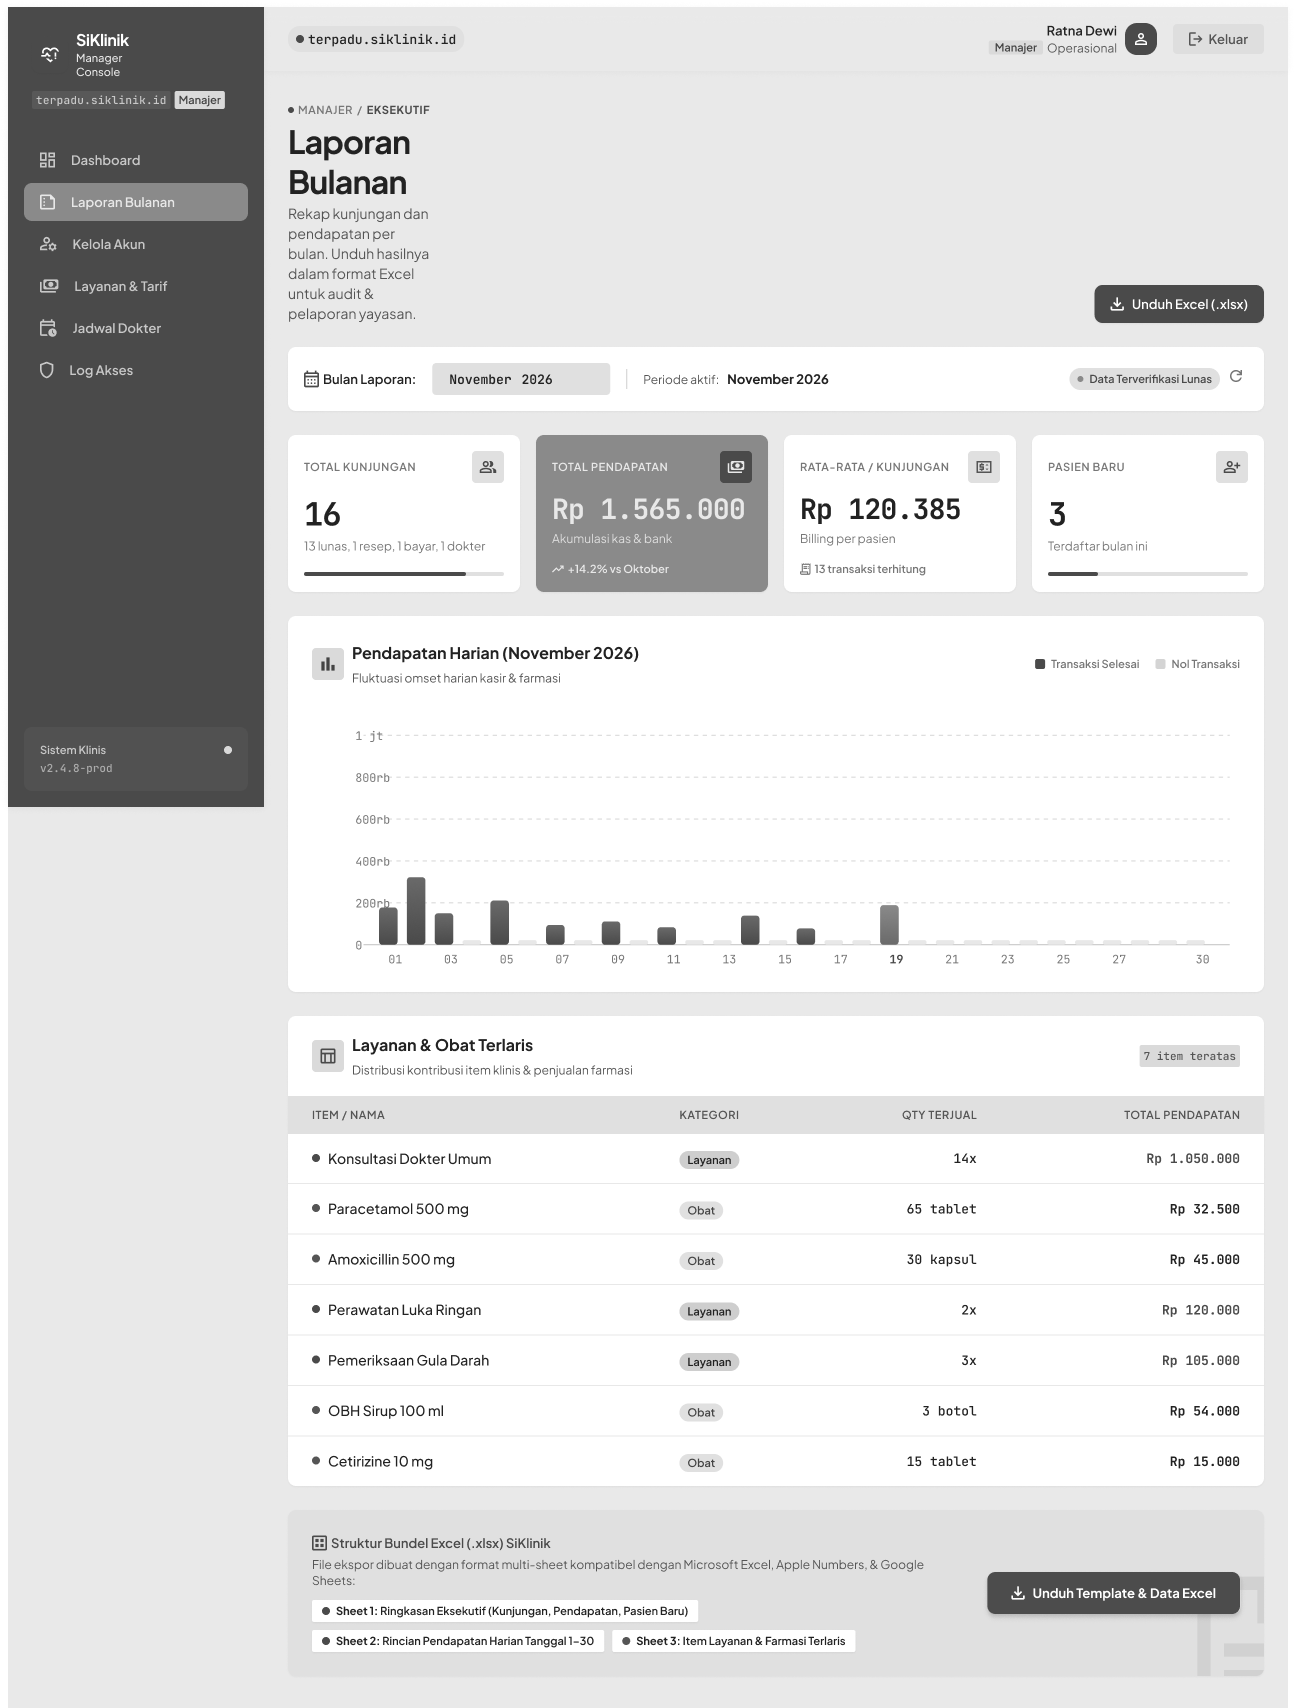 SiKlinik
Manager
Console
terpadu.siklinik.id Manajer
Dashboard
Laporan Bulanan
Kelola Akun
Layanan & Tarif
Jadwal Dokter
Log Akses
Sistem Klinis
v2.4.8-prod
terpadu.siklinik.id
Ratna Dewi
Manajer Operasional
Keluar
MANAJER / EKSEKUTIF
Laporan
Bulanan
Rekap kunjungan dan
pendapatan per
bulan. Unduh hasilnya
dalam format Excel
untuk audit &
pelaporan yayasan.
Unduh Excel (.xlsx)
Bulan Laporan: November 2026 Periode aktif: November 2026 Data Terverifikasi Lunas
TOTAL KUNJUNGAN
16
13 lunas, 1 resep, 1 bayar, 1 dokter
TOTAL PENDAPATAN
Rp 1.565.000
Akumulasi kas & bank
+14.2% vs Oktober
RATA-RATA / KUNJUNGAN
Rp 120.385
Billing per pasien
13 transaksi terhitung
PASIEN BARU
3
Terdaftar bulan ini
Pendapatan Harian (November 2026)
Fluktuasi omset harian kasir & farmasi
Transaksi Selesai Nol Transaksi
1 jt
800rb
600rb
400rb
200rb
0
01 03 05 07 09 11 13 15 17 19 21 23 25 27 30
Layanan & Obat Terlaris
Distribusi kontribusi item klinis & penjualan farmasi
7 item teratas
ITEM / NAMA KATEGORI QTY TERJUAL TOTAL PENDAPATAN
Konsultasi Dokter Umum Layanan 14x Rp 1.050.000
Paracetamol 500 mg Obat 65 tablet Rp 32.500
Amoxicillin 500 mg Obat 30 kapsul Rp 45.000
Perawatan Luka Ringan Layanan 2x Rp 120.000
Pemeriksaan Gula Darah Layanan 3x Rp 105.000
OBH Sirup 100 ml Obat 3 botol Rp 54.000
Cetirizine 10 mg Obat 15 tablet Rp 15.000
Struktur Bundel Excel (.xlsx) SiKlinik
File ekspor dibuat dengan format multi-sheet kompatibel dengan Microsoft Excel, Apple Numbers, & Google
Sheets:
Sheet 1: Ringkasan Eksekutif (Kunjungan, Pendapatan, Pasien Baru)
Sheet 2: Rincian Pendapatan Harian Tanggal 1–30 Sheet 3: Item Layanan & Farmasi Terlaris
Unduh Template & Data Excel